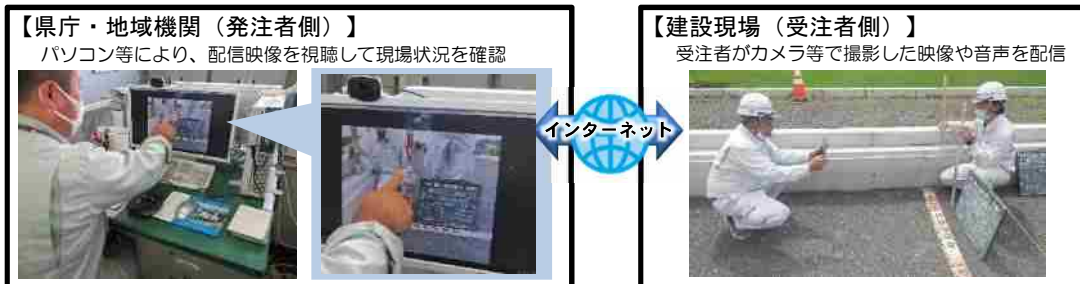 【県庁・地域機関（発注者側）】
パソコン等により、配信映像を視聴して現場状況を確認
インターネット
【建設現場（受注者側）】
受注者がカメラ等で撮影した映像や音声を配信